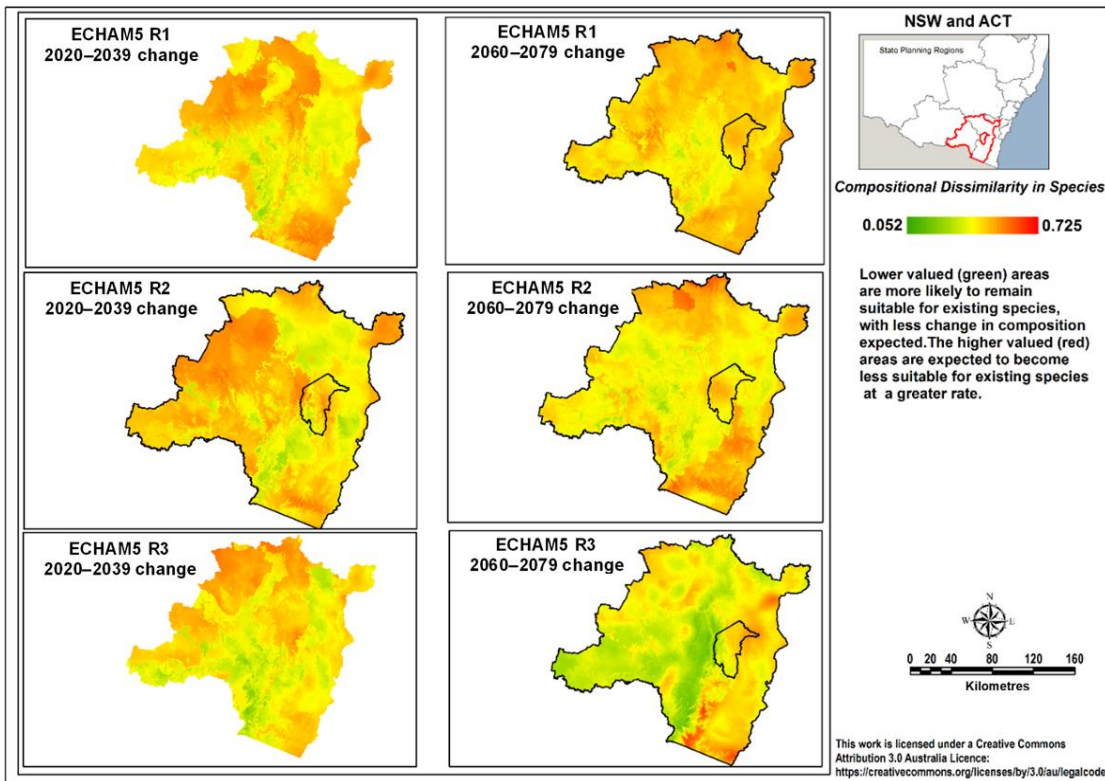 ECHAM5 R1
2020–2039 change
ECHAM5 R1
2060–2079 change
ECHAM5 R2
2020–2039 change
ECHAM5 R2
2060–2079 change
ECHAM5 R3
2020–2039 change
ECHAM5 R3
2060–2079 change
NSW and ACT
State Planning Regions
Compositional Dissimilarity in Species
0.052 0.725
Lower valued (green) areas
are more likely to remain
suitable for existing species,
with less change in composition
expected.The higher valued (red)
areas are expected to become
less suitable for existing species
at a greater rate.
N
W E
S
0 20 40 80 120 160
Kilometres
This work is licensed under a Creative Commons
Attribution 3.0 Australia Licence:
https://creativecommons.org/licenses/by/3.0/au/legalcode